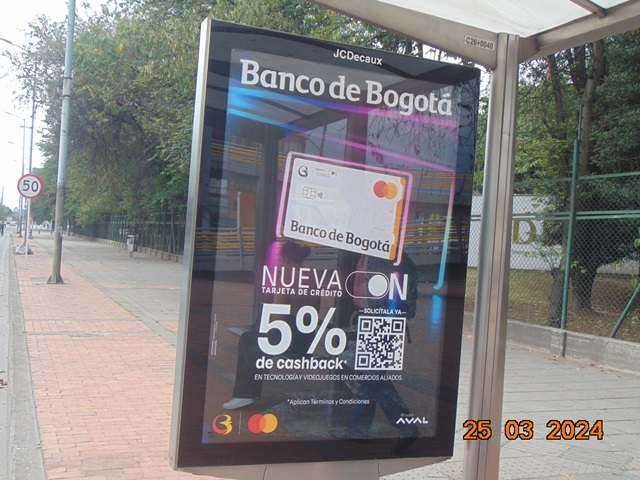 C26+0040
JCDecaux
Banco de Bogotá
50
Banco de Bogotá
NUEVA ON
TARJETA DE CRÉDITO
SOLICÍTALA YA
5%
de cashback*
EN TECNOLOGÍA Y VIDEOJUEGOS EN COMERCIOS ALIADOS.
*Aplican Términos y Condiciones
AVAL
25 03 2024